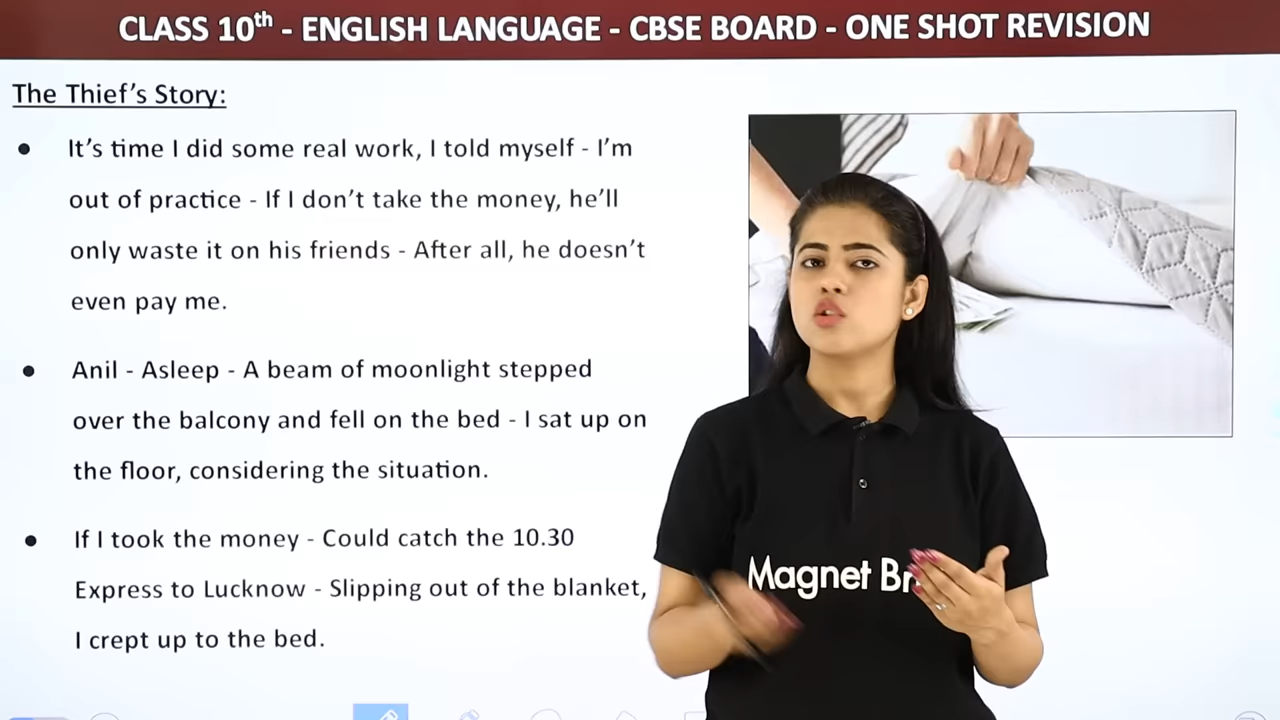 CLASS 10th - ENGLISH LANGUAGE - CBSE BOARD - ONE SHOT REVISION
The Thief's Story:
● It's time I did some real work, I told myself - I'm
out of practice - If I don't take the money, he'll
only waste it on his friends - After all, he doesn't
even pay me.
● Anil - Asleep - A beam of moonlight stepped
over the balcony and fell on the bed - I sat up on
the floor, considering the situation.
● If I took the money - Could catch the 10.30
Express to Lucknow - Slipping out of the blanket,
I crept up to the bed.
Magnet Br